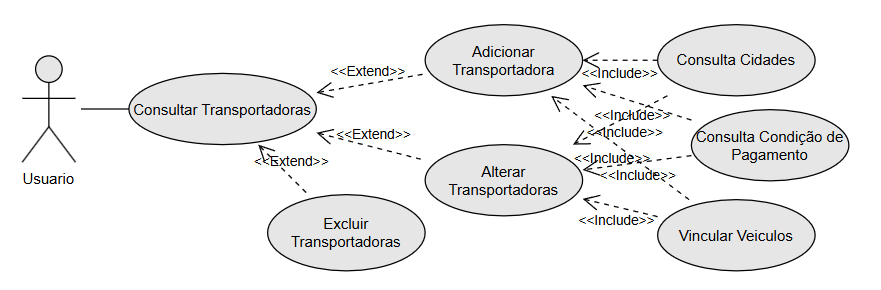 Usuario
Consultar Transportadoras
<<Extend>>
<<Extend>>
<<Extend>>
Adicionar
Transportadora
Alterar
Transportadoras
Excluir
Transportadoras
<<Include>>
<<Include>>
<<Include>>
<<Include>>
<<Include>>
<<Include>>
Consulta Cidades
Consulta Condição de
Pagamento
Vincular Veiculos